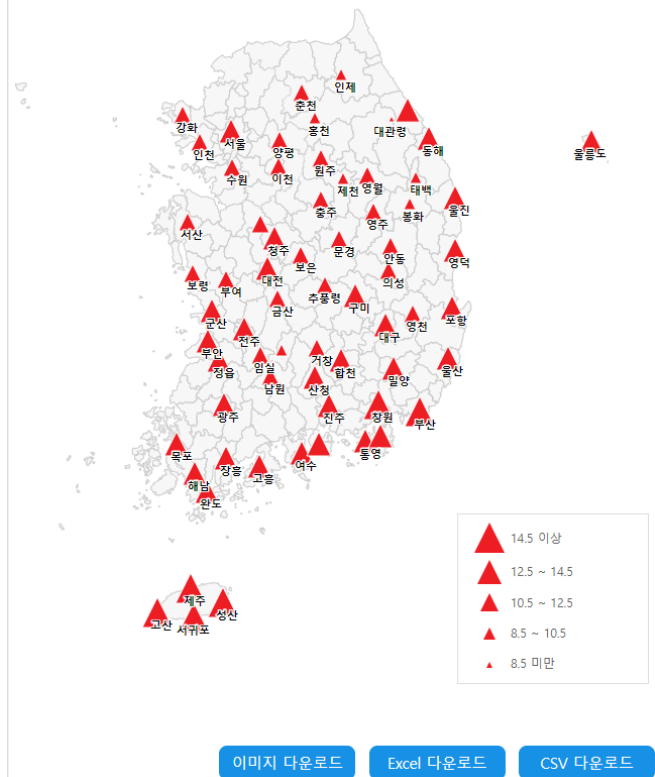 인제
춘천
강화
홍천
대관령
서울
동해
인천
양평
울릉도
원주
수원
이천
제천
영월
태백
충주
봉화
울진
영주
서산
청주
문경
안동
보은
영덕
대전
의성
보령
부여
추풍령
구미
금산
군산
영천
포항
대구
전주
부안
거창
임실
합천
정읍
울산
밀양
남원
산청
광주
진주
창원
부산
목포
통영
여수
장흥
고흥
해남
완도
제주
성산
고산
서귀포
14.5 이상
12.5 ~ 14.5
10.5 ~ 12.5
8.5 ~ 10.5
8.5 미만
이미지 다운로드
Excel 다운로드
CSV 다운로드